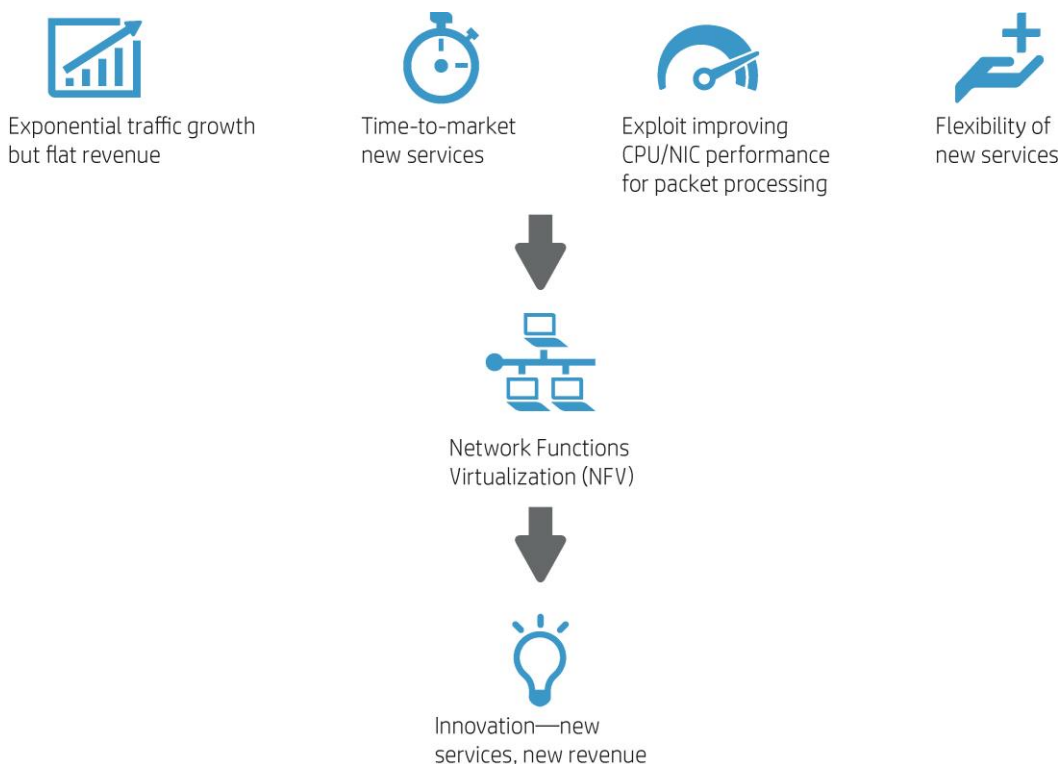 Exponential traffic growth
but flat revenue
Time-to-market
new services
Exploit improving
CPU/NIC performance
for packet processing
Flexibility of
new services
Network Functions
Virtualization (NFV)
Innovation—new
services, new revenue